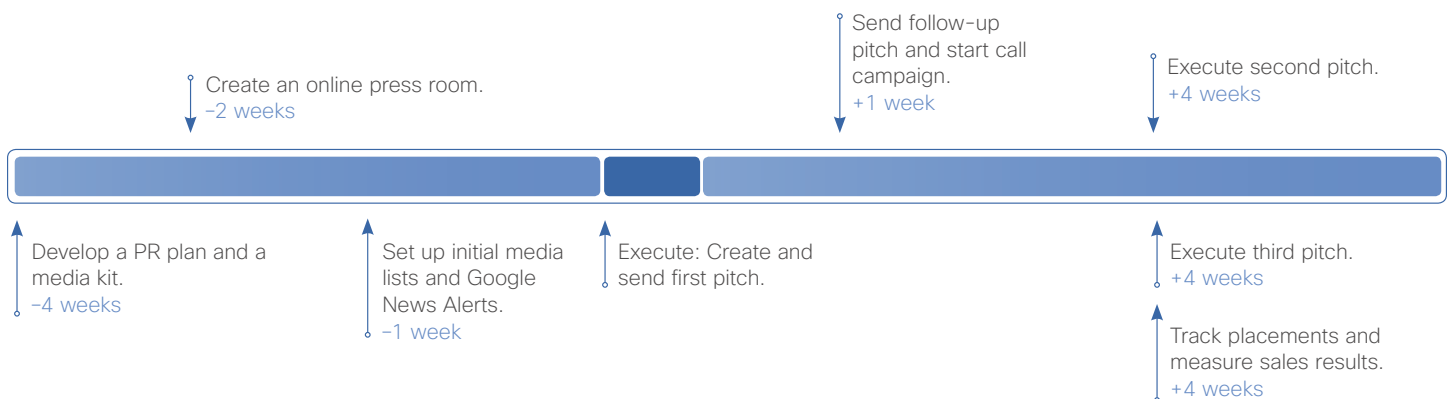 Send follow-up
pitch and start call
campaign.
+1 week
Execute second pitch.
+4 weeks
Create an online press room.
–2 weeks
Develop a PR plan and a
media kit.
–4 weeks
Set up initial media
lists and Google
News Alerts.
–1 week
Execute: Create and
send first pitch.
Execute third pitch.
+4 weeks
Track placements and
measure sales results.
+4 weeks